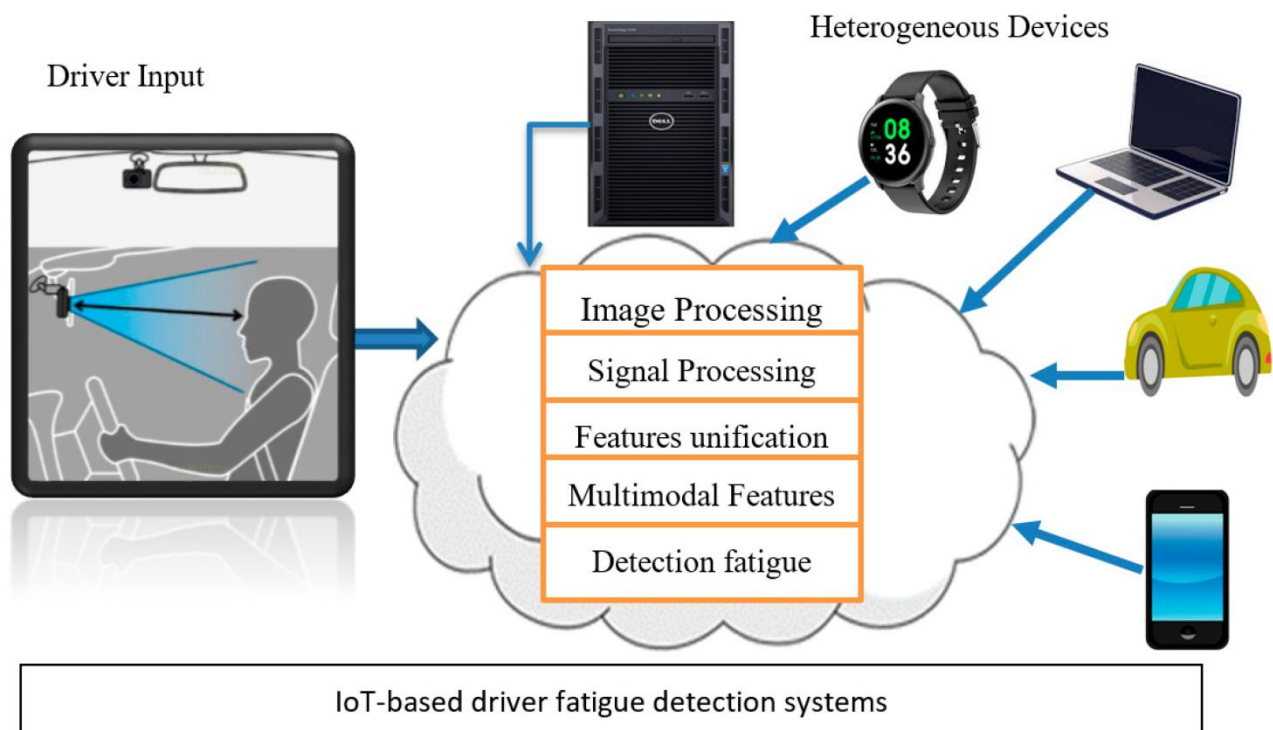 Heterogeneous Devices
Driver Input
DELL
08
36
Image Processing
Signal Processing
Features unification
Multimodal Features
Detection fatigue
IoT-based driver fatigue detection systems